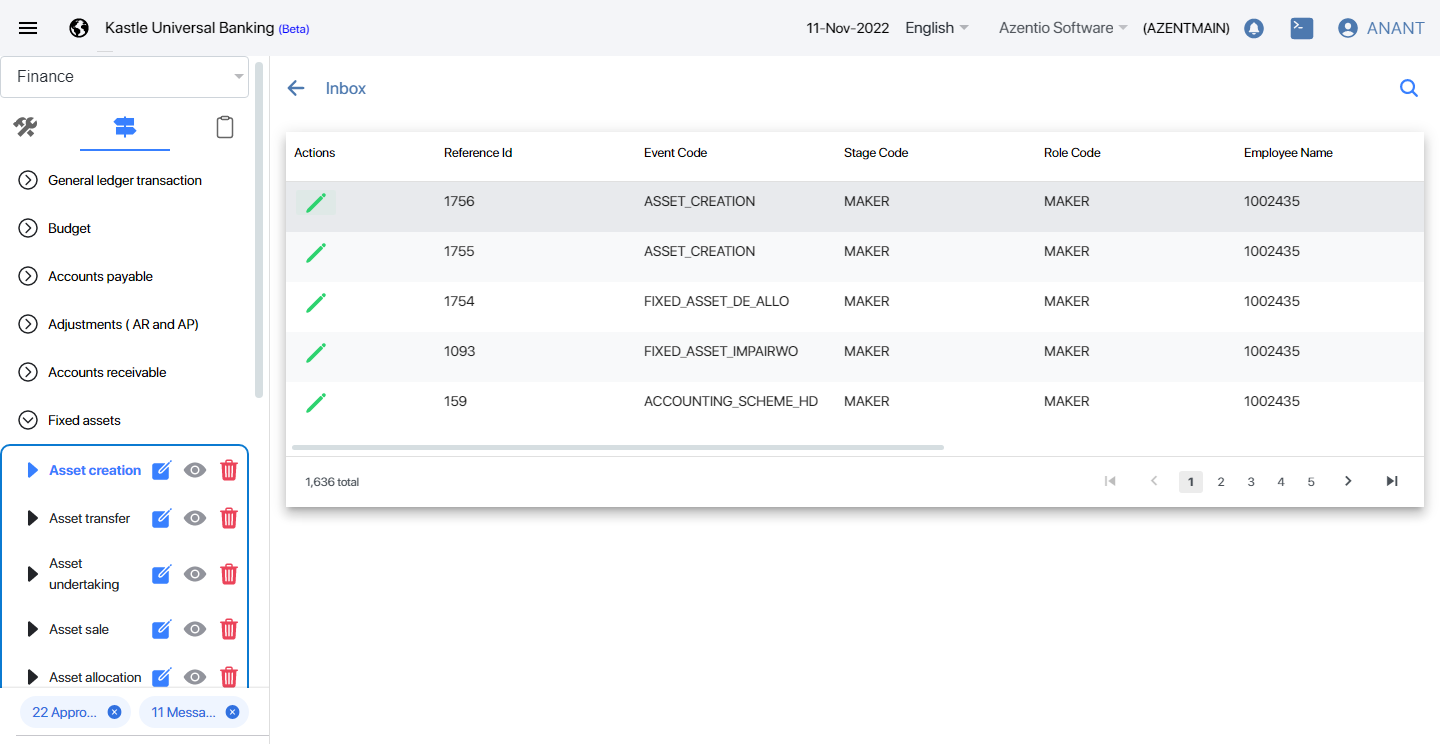 Kastle Universal Banking (Beta)
11-Nov-2022 English Azentio Software (AZENTMAIN) ANANT
Finance
General ledger transaction
Budget
Accounts payable
Adjustments ( AR and AP)
Accounts receivable
Fixed assets
Asset creation
Asset transfer
Asset
undertaking
Asset sale
Asset allocation
22 Appro... 11 Messa...
Inbox
Actions Reference Id Event Code Stage Code Role Code Employee Name
1756 ASSET_CREATION MAKER MAKER 1002435
1755 ASSET_CREATION MAKER MAKER 1002435
1754 FIXED_ASSET_DE_ALLO MAKER MAKER 1002435
1093 FIXED_ASSET_IMPAIRWO MAKER MAKER 1002435
159 ACCOUNTING_SCHEME_HD MAKER MAKER 1002435
1,636 total 1 2 3 4 5